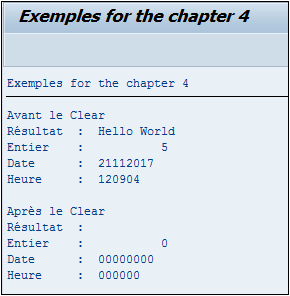 Exemples for the chapter 4
Exemples for the chapter 4
Avant le Clear
Résultat : Hello World
Entier : 5
Date : 21112017
Heure : 120904
Après le Clear
Résultat :
Entier : 0
Date : 00000000
Heure : 000000